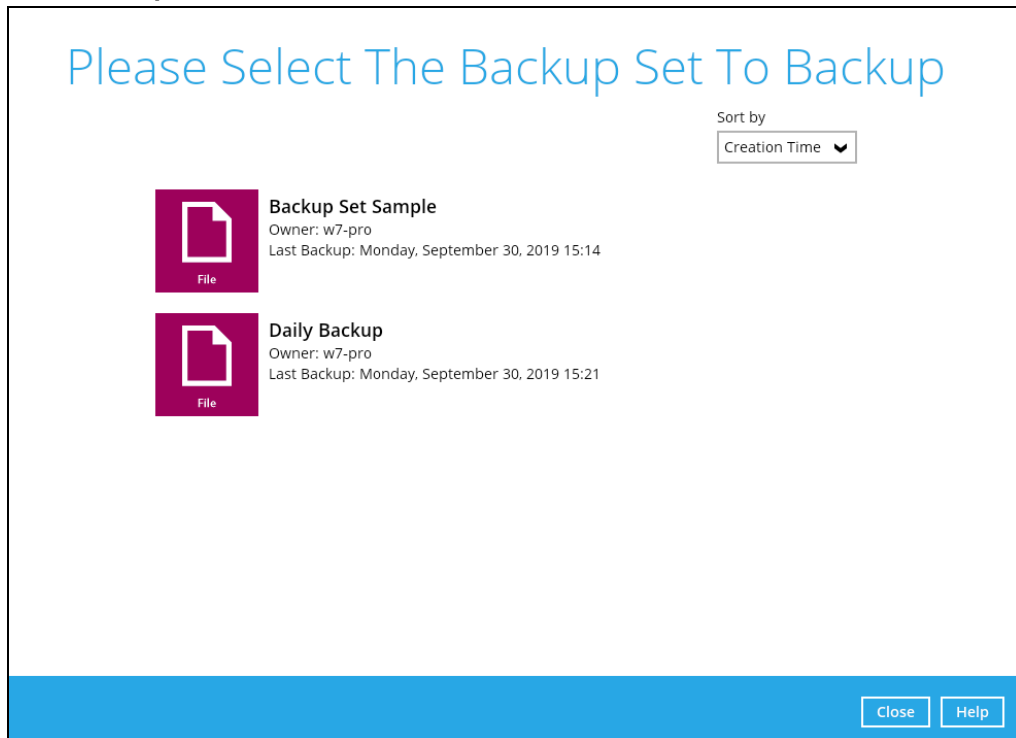 Please Select The Backup Set To Backup
Sort by
Creation Time
Backup Set Sample
Owner: w7-pro
Last Backup: Monday, September 30, 2019 15:14
File
Daily Backup
Owner: w7-pro
Last Backup: Monday, September 30, 2019 15:21
File
Close
Help